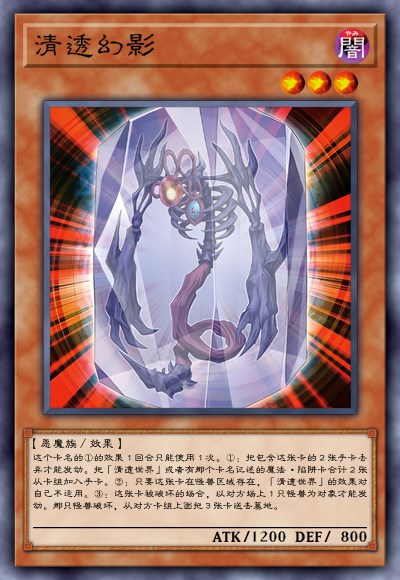 清透幻影
やみ
闇
【恶魔族/效果】
这个卡名的①的效果1回合只能使用1次。①:把包含这张卡的2张手卡丢
弃才能发动。把「清透世界」或者有那个卡名记述的魔法·陷阱卡合计2张
从卡组加入手卡。②:只要这张卡在怪兽区域存在,「清透世界」的效果对
自己不适用。③:这张卡被破坏的场合,以对方场上1只怪兽为对象才能发
动。那只怪兽破坏,从对方卡组上面把3张卡送去墓地。
ATK/1200 DEF/ 800